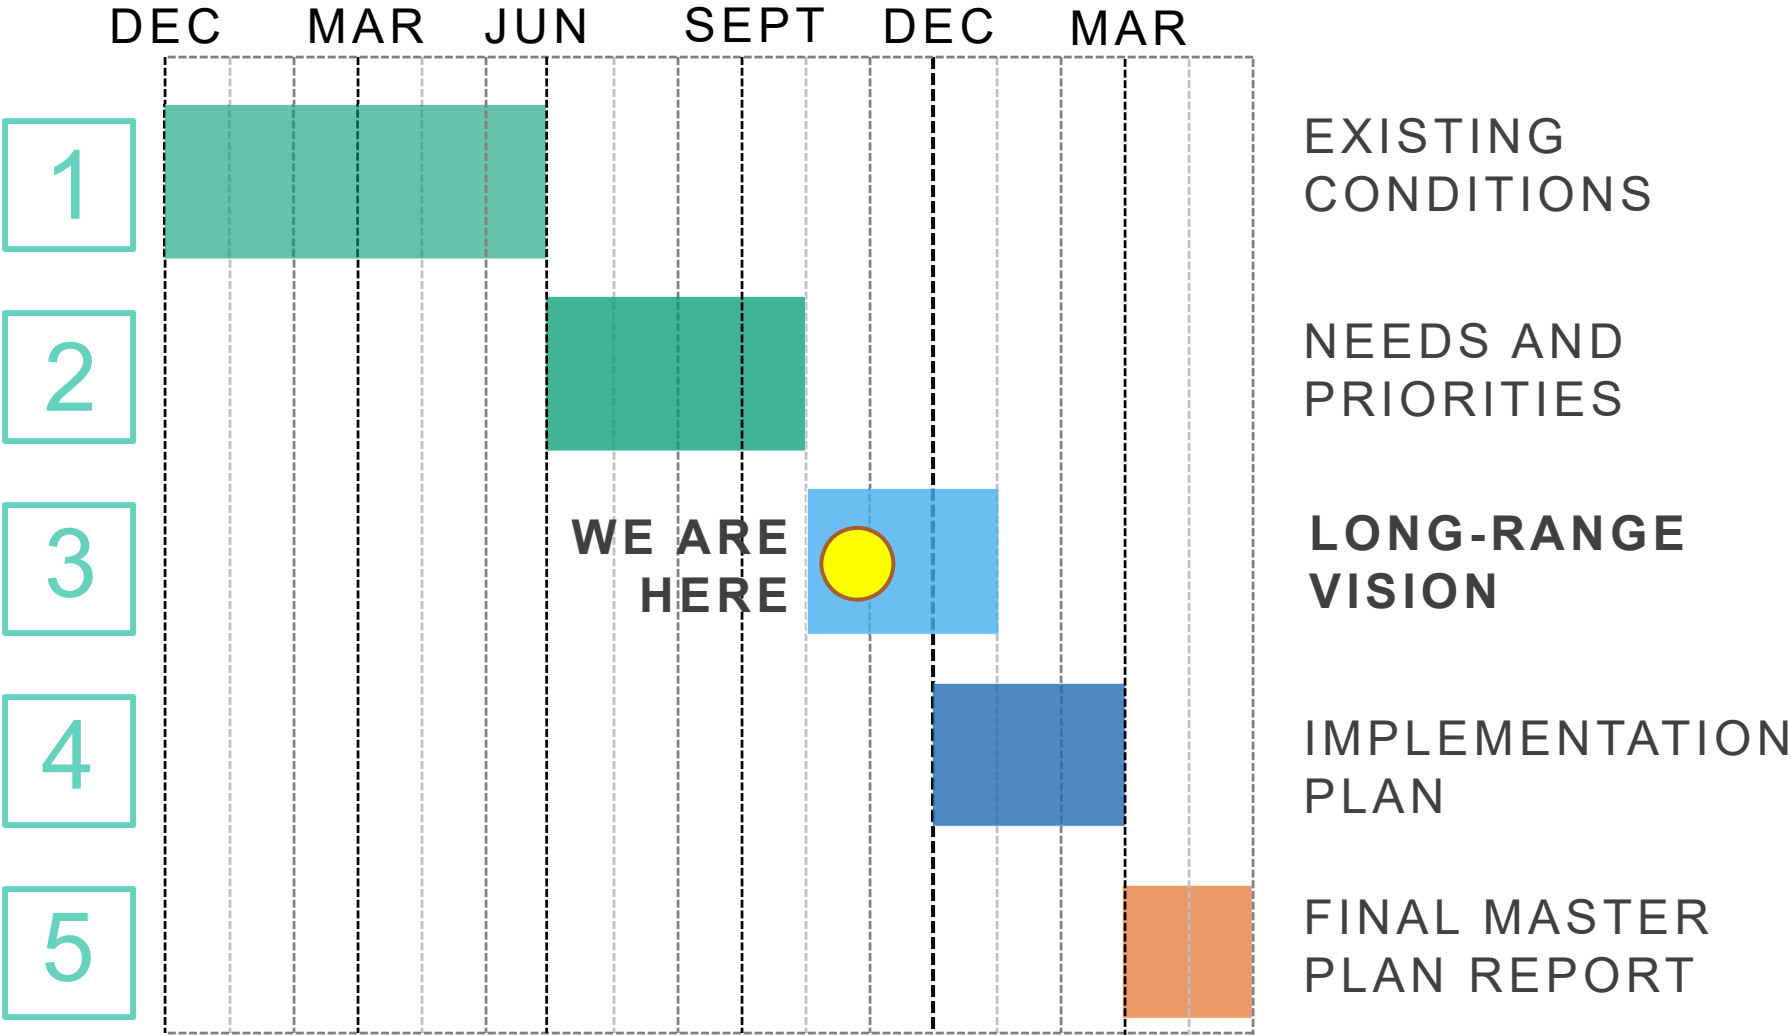 DEC MAR JUN SEPT DEC MAR
1
EXISTING
CONDITIONS
2
NEEDS AND
PRIORITIES
3
WE ARE
HERE
LONG-RANGE
VISION
4
IMPLEMENTATION
PLAN
5
FINAL MASTER
PLAN REPORT